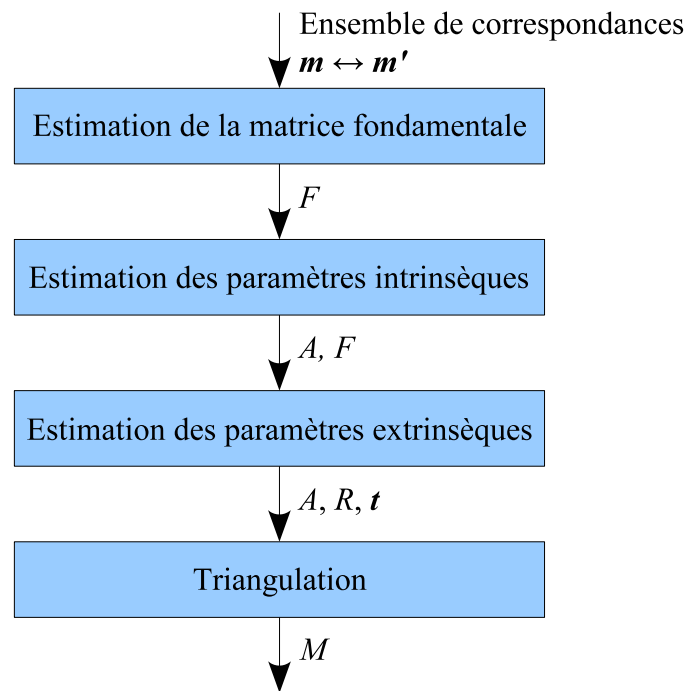 Ensemble de correspondances
m ↔ m'
Estimation de la matrice fondamentale
F
Estimation des paramètres intrinsèques
A, F
Estimation des paramètres extrinsèques
A, R, t
Triangulation
M